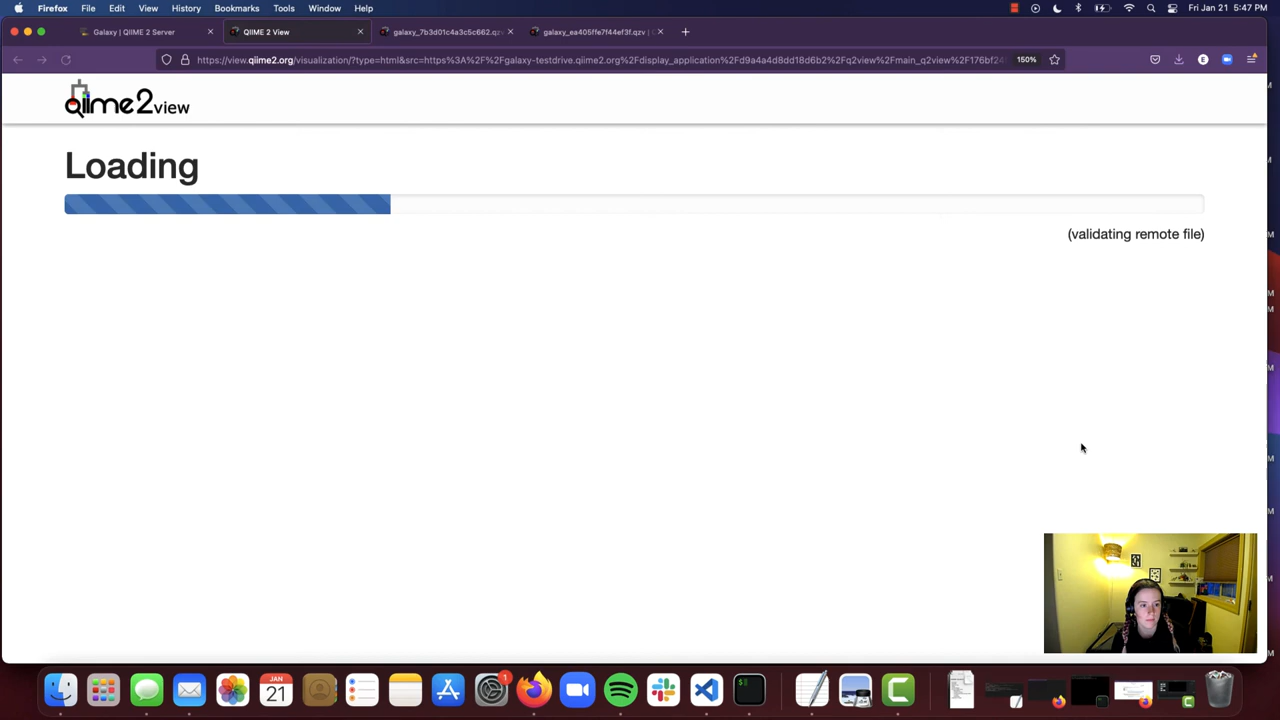 Firefox File Edit View History Bookmarks Tools Window Help Fri Jan 21 5:47 PM
Galaxy | QIIME 2 Server QIIME 2 View galaxy_7b3d01c4a3c5c662.qzv galaxy_ea405ffe7f44ef3f.qzv |
https://view.qiime2.org/visualization/?type=html&src=https%3A%2F%2Fgalaxy-testdrive.qiime2.org%2Fdisplay_application%2Fd9a4a4d8dd18d6b2%2Fq2view%2Fmain_q2view%2F176bf24 150%
qiime2view
Loading
(validating remote file)
JAN
21
1